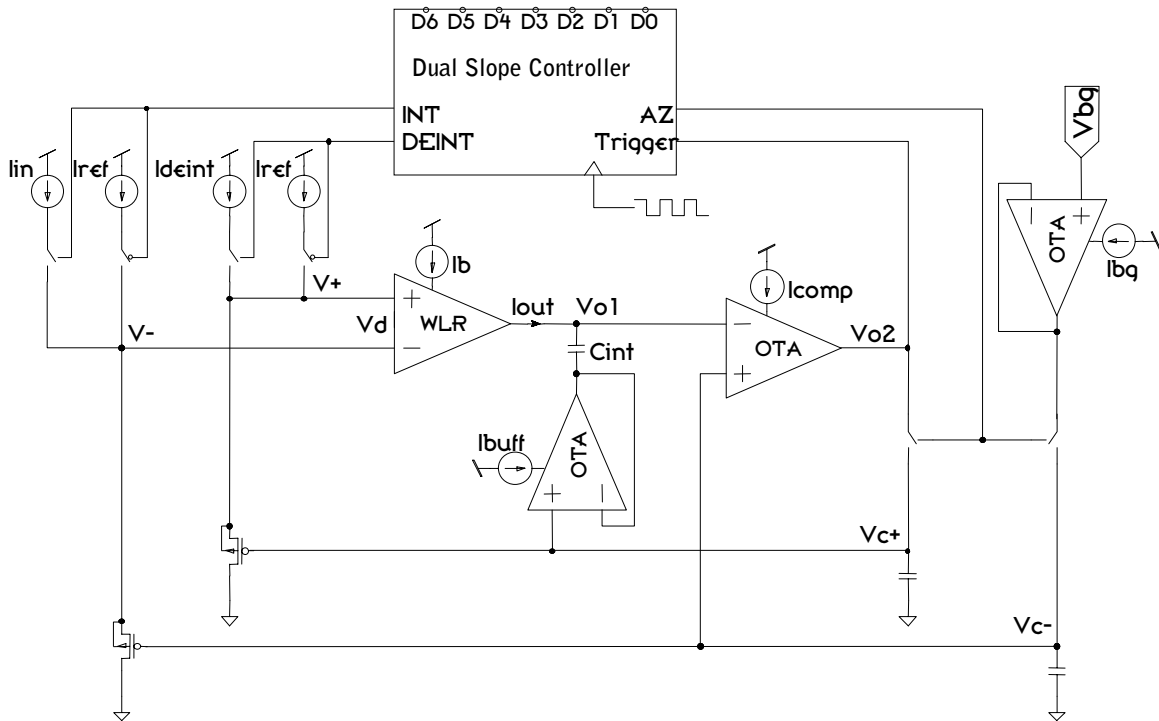 D6 D5 D4 D3 D2 D1 D0
Dual Slope Controller
INT
AZ
DEINT
Trigger
Vbg
Iin
Iref
Ideint
Iref
OTA
Ibg
Ib
Icomp
V+
Iout
Vo1
Vd
WLR
V-
Vo2
OTA
Cint
Ibuff
OTA
Vc+
Vc-